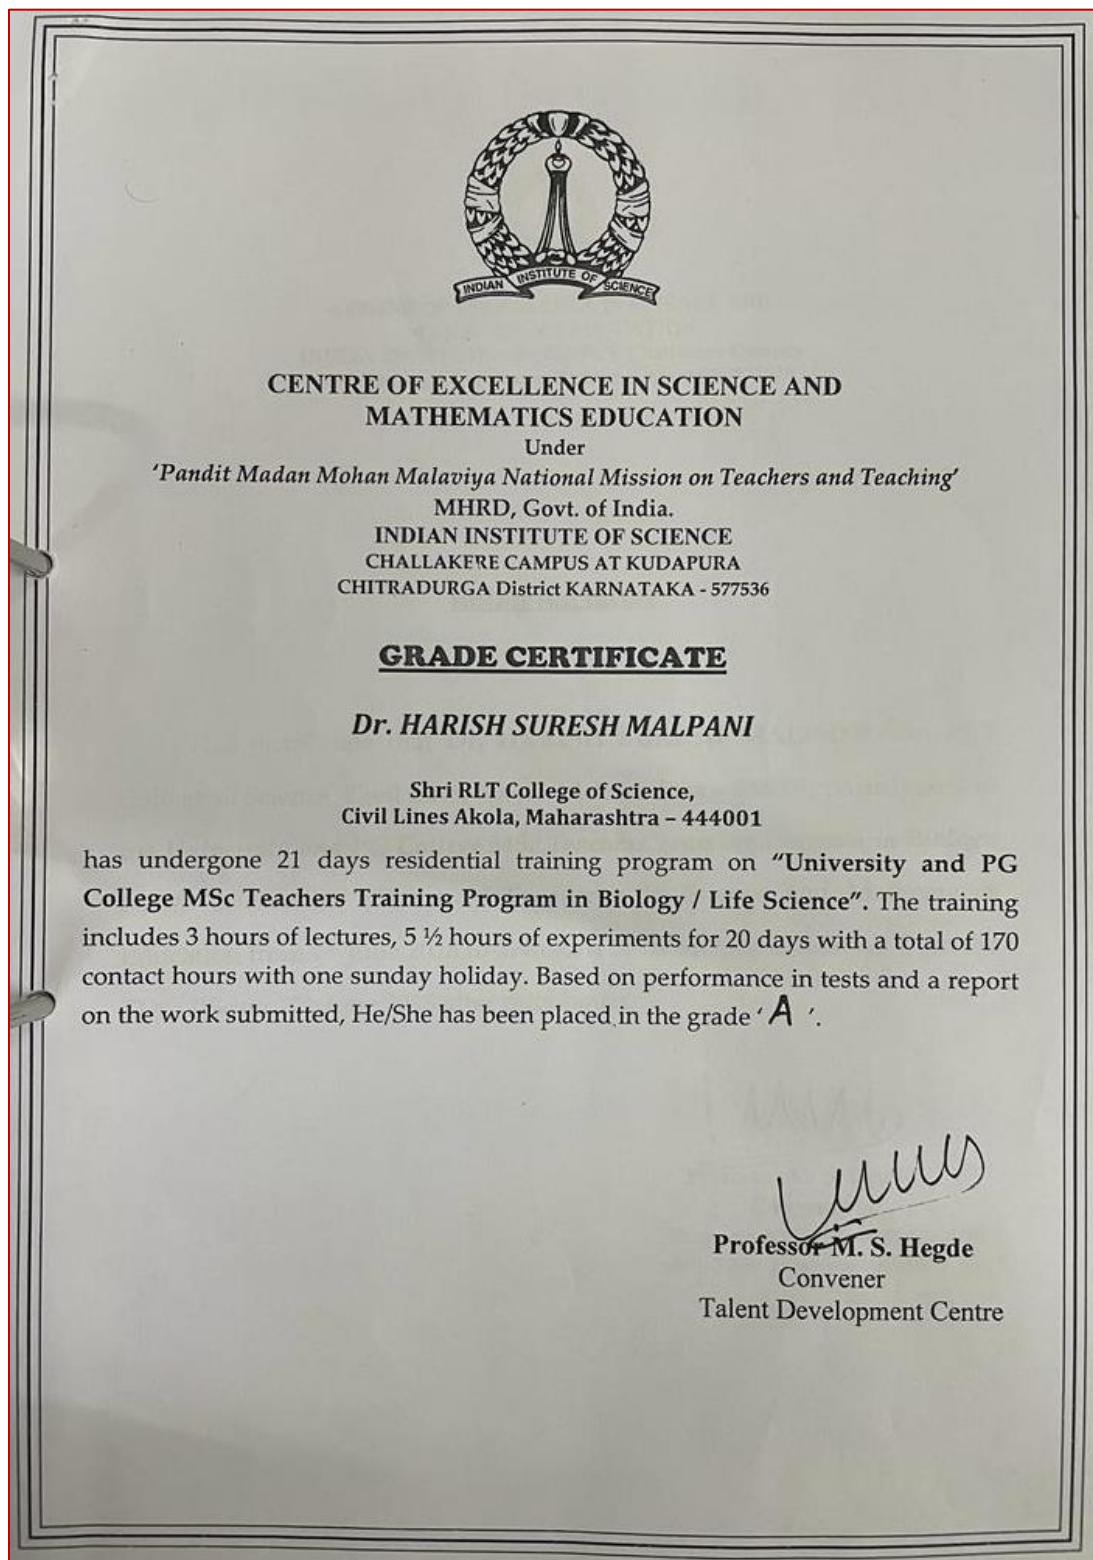 INDIAN INSTITUTE OF SCIENCE
CENTRE OF EXCELLENCE IN SCIENCE AND
MATHEMATICS EDUCATION
Under
‘Pandit Madan Mohan Malaviya National Mission on Teachers and Teaching’
MHRD, Govt. of India.
INDIAN INSTITUTE OF SCIENCE
CHALLAKERE CAMPUS AT KUDAPURA
CHITRADURGA District KARNATAKA - 577536
GRADE CERTIFICATE
Dr. HARISH SURESH MALPANI
Shri RLT College of Science,
Civil Lines Akola, Maharashtra – 444001
has undergone 21 days residential training program on “University and PG
College MSc Teachers Training Program in Biology / Life Science”. The training
includes 3 hours of lectures, 5 ½ hours of experiments for 20 days with a total of 170
contact hours with one sunday holiday. Based on performance in tests and a report
on the work submitted, He/She has been placed in the grade ‘ A ’.
Professor M. S. Hegde
Convener
Talent Development Centre